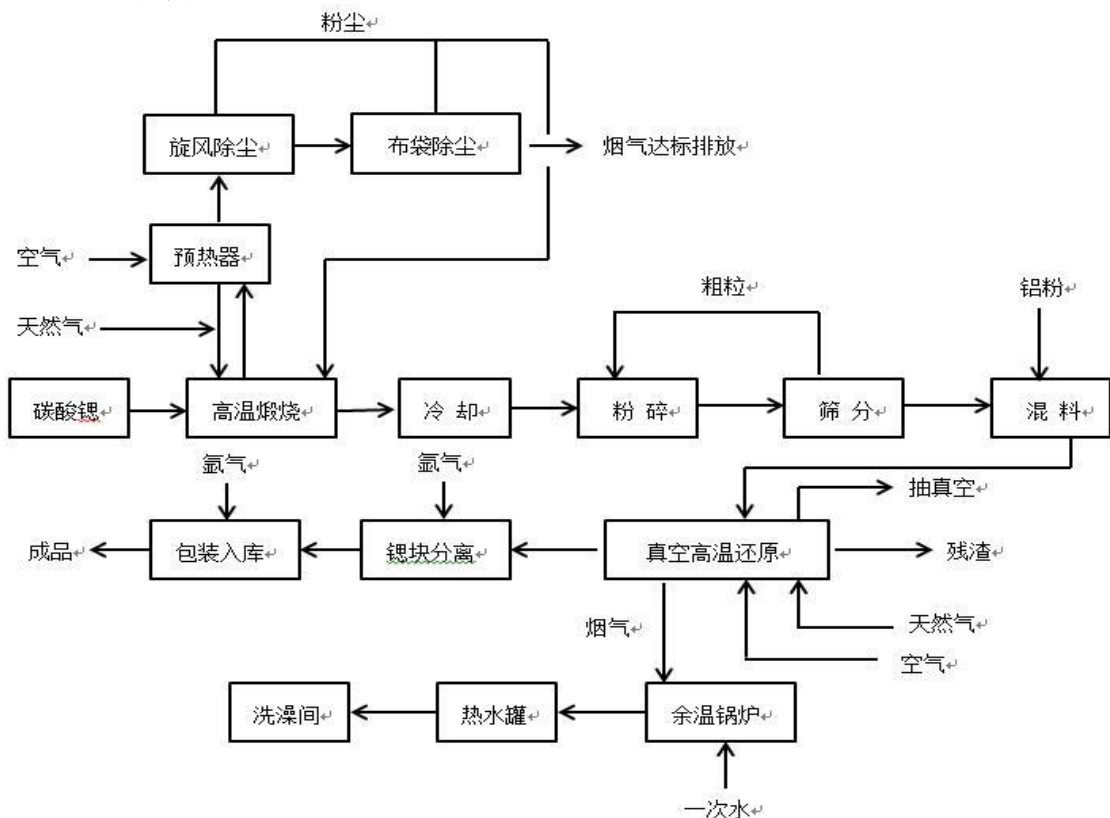 粉尘
旋风除尘
布袋除尘
烟气达标排放
空气
预热器
天然气
粗粒
铝粉
碳酸锶
高温煅烧
冷 却
粉 碎
筛 分
混 料
氩气
氩气
抽真空
成品
包装入库
锶块分离
真空高温还原
残渣
烟气
天然气
空气
洗澡间
热水罐
余温锅炉
一次水